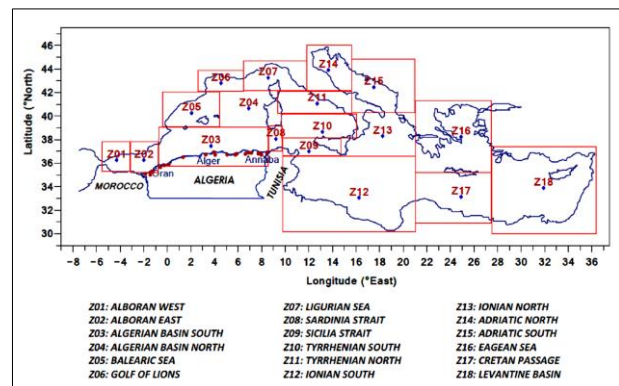 46
44
42
40
38
36
34
32
30
Latitude (°North)
Z14
Z15
Z07
Z06
Z11
Z04
Z05
Z10
Z13
Z16
Z08
Z03
Z09
Z01
Z02
Alger
Annaba
Oran
MOROCCO
ALGERIA
TUNISIA
Z12
Z17
Z18
-8 -6 -4 -2 0 2 4 6 8 10 12 14 16 18 20 22 24 26 28 30 32 34 36
Longitude (°East)
Z01: ALBORAN WEST
Z02: ALBORAN EAST
Z03: ALGERIAN BASIN SOUTH
Z04: ALGERIAN BASIN NORTH
Z05: BALEARIC SEA
Z06: GOLF OF LIONS
Z07: LIGURIAN SEA
Z08: SARDINIA STRAIT
Z09: SICILIA STRAIT
Z10: TYRRHENIAN SOUTH
Z11: TYRRHENIAN NORTH
Z12: IONIAN SOUTH
Z13: IONIAN NORTH
Z14: ADRIATIC NORTH
Z15: ADRIATIC SOUTH
Z16: EAGEAN SEA
Z17: CRETAN PASSAGE
Z18: LEVANTINE BASIN